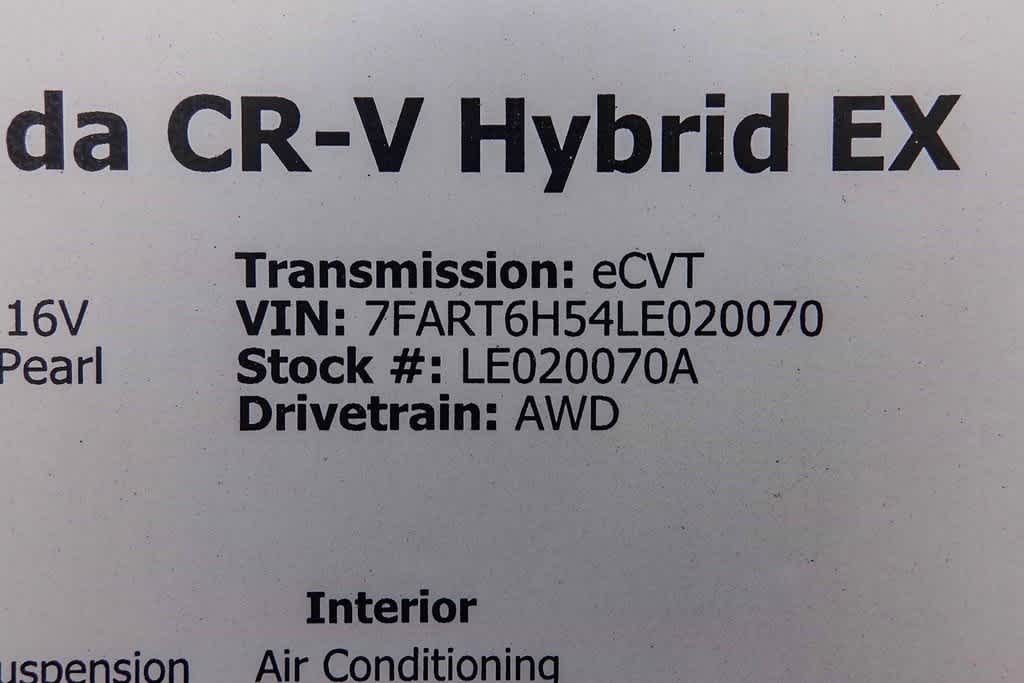 da CR-V Hybrid EX
Transmission: eCVT
16V VIN: 7FART6H54LE020070
Pearl Stock #: LE020070A
Drivetrain: AWD
Interior
uspension Air Conditioning